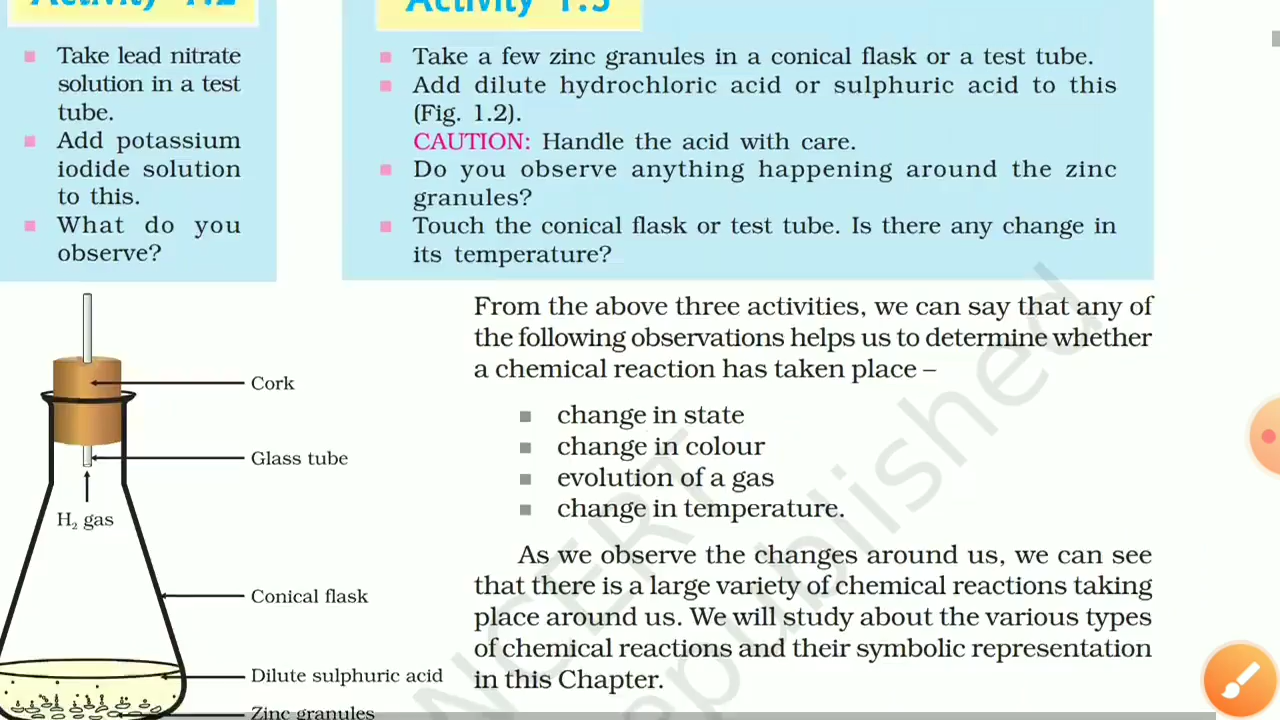 Activity 1.2
Take lead nitrate
solution in a test
tube.
Add potassium
iodide solution
to this.
What do you
observe?
Activity 1.3
Take a few zinc granules in a conical flask or a test tube.
Add dilute hydrochloric acid or sulphuric acid to this
(Fig. 1.2).
CAUTION: Handle the acid with care.
Do you observe anything happening around the zinc
granules?
Touch the conical flask or test tube. Is there any change in
its temperature?
Cork
Glass tube
H₂ gas
Conical flask
Dilute sulphuric acid
Zinc granules
From the above three activities, we can say that any of
the following observations helps us to determine whether
a chemical reaction has taken place –
change in state
change in colour
evolution of a gas
change in temperature.
As we observe the changes around us, we can see
that there is a large variety of chemical reactions taking
place around us. We will study about the various types
of chemical reactions and their symbolic representation
in this Chapter.
NCERT
republished